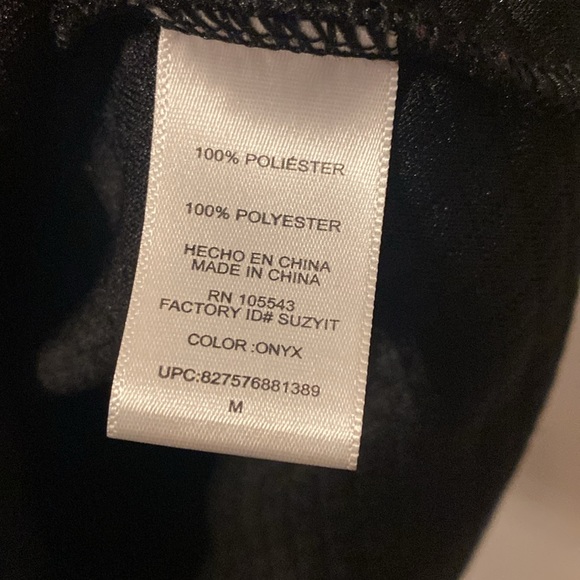 100% POLIÉSTER
100% POLYESTER
HECHO EN CHINA
MADE IN CHINA
RN 105543
FACTORY ID# SUZYIT
COLOR :ONYX
UPC:827576881389
M